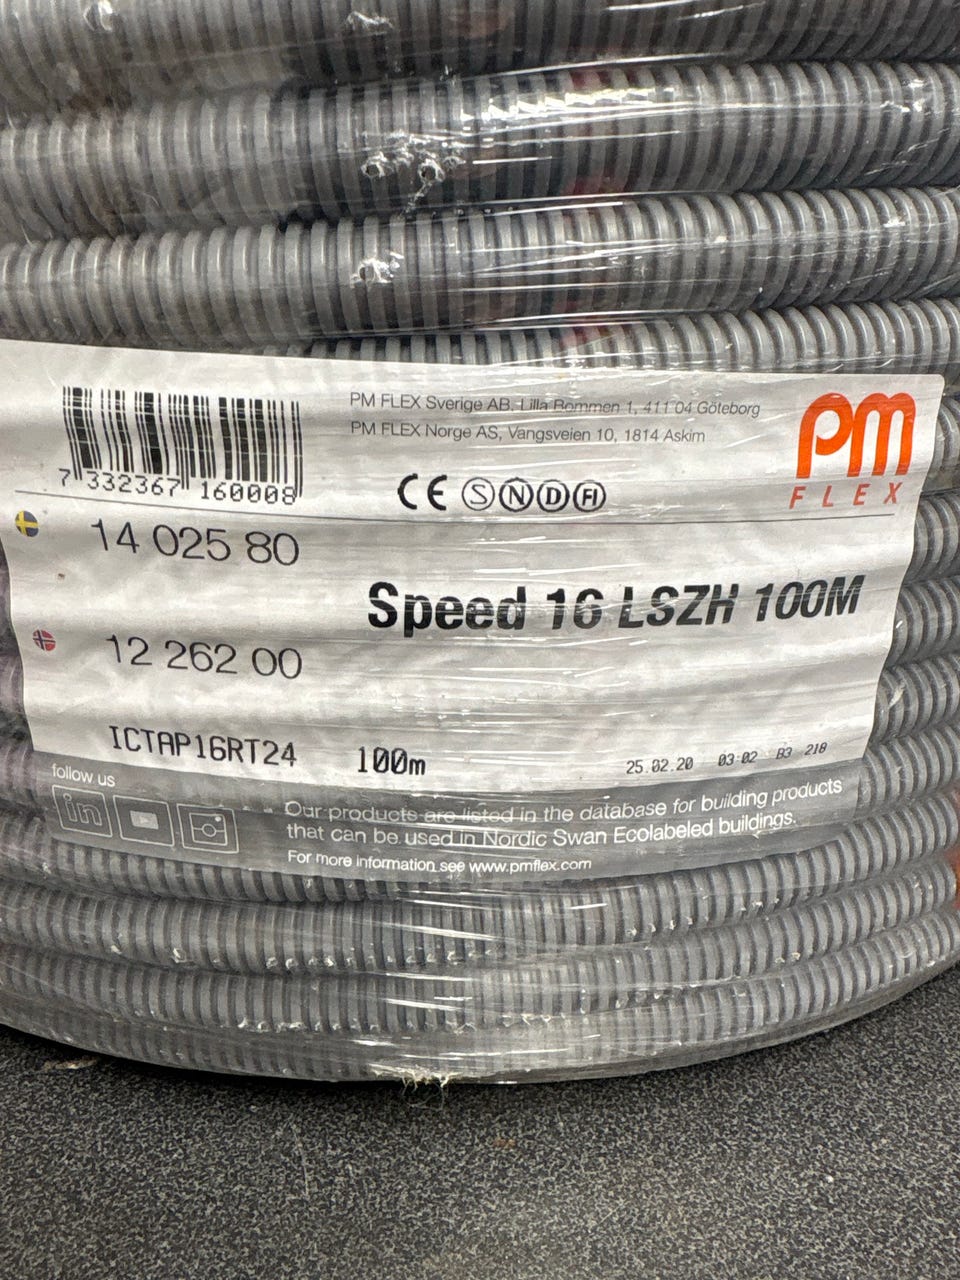 PM FLEX Sverige AB, Lilla Bommen 1, 411 04 Göteborg
PM FLEX Norge AS, Vangsveien 10, 1814 Askim
PM
FLEX
7 332367 160008
CE S N D FI
14 025 80
Speed 16 LSZH 100M
12 262 00
ICTAP16RT24 100m
25.02.20 03:02 B3 218
follow us
in
Our products are listed in the database for building products
that can be used in Nordic Swan Ecolabeled buildings.
For more information see www.pmflex.com